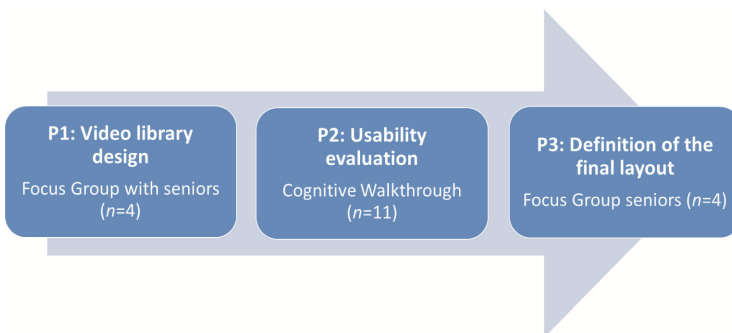 P1: Video library
design
Focus Group with seniors
(n=4)
P2: Usability
evaluation
Cognitive Walkthrough
(n=11)
P3: Definition of the
final layout
Focus Group seniors (n=4)